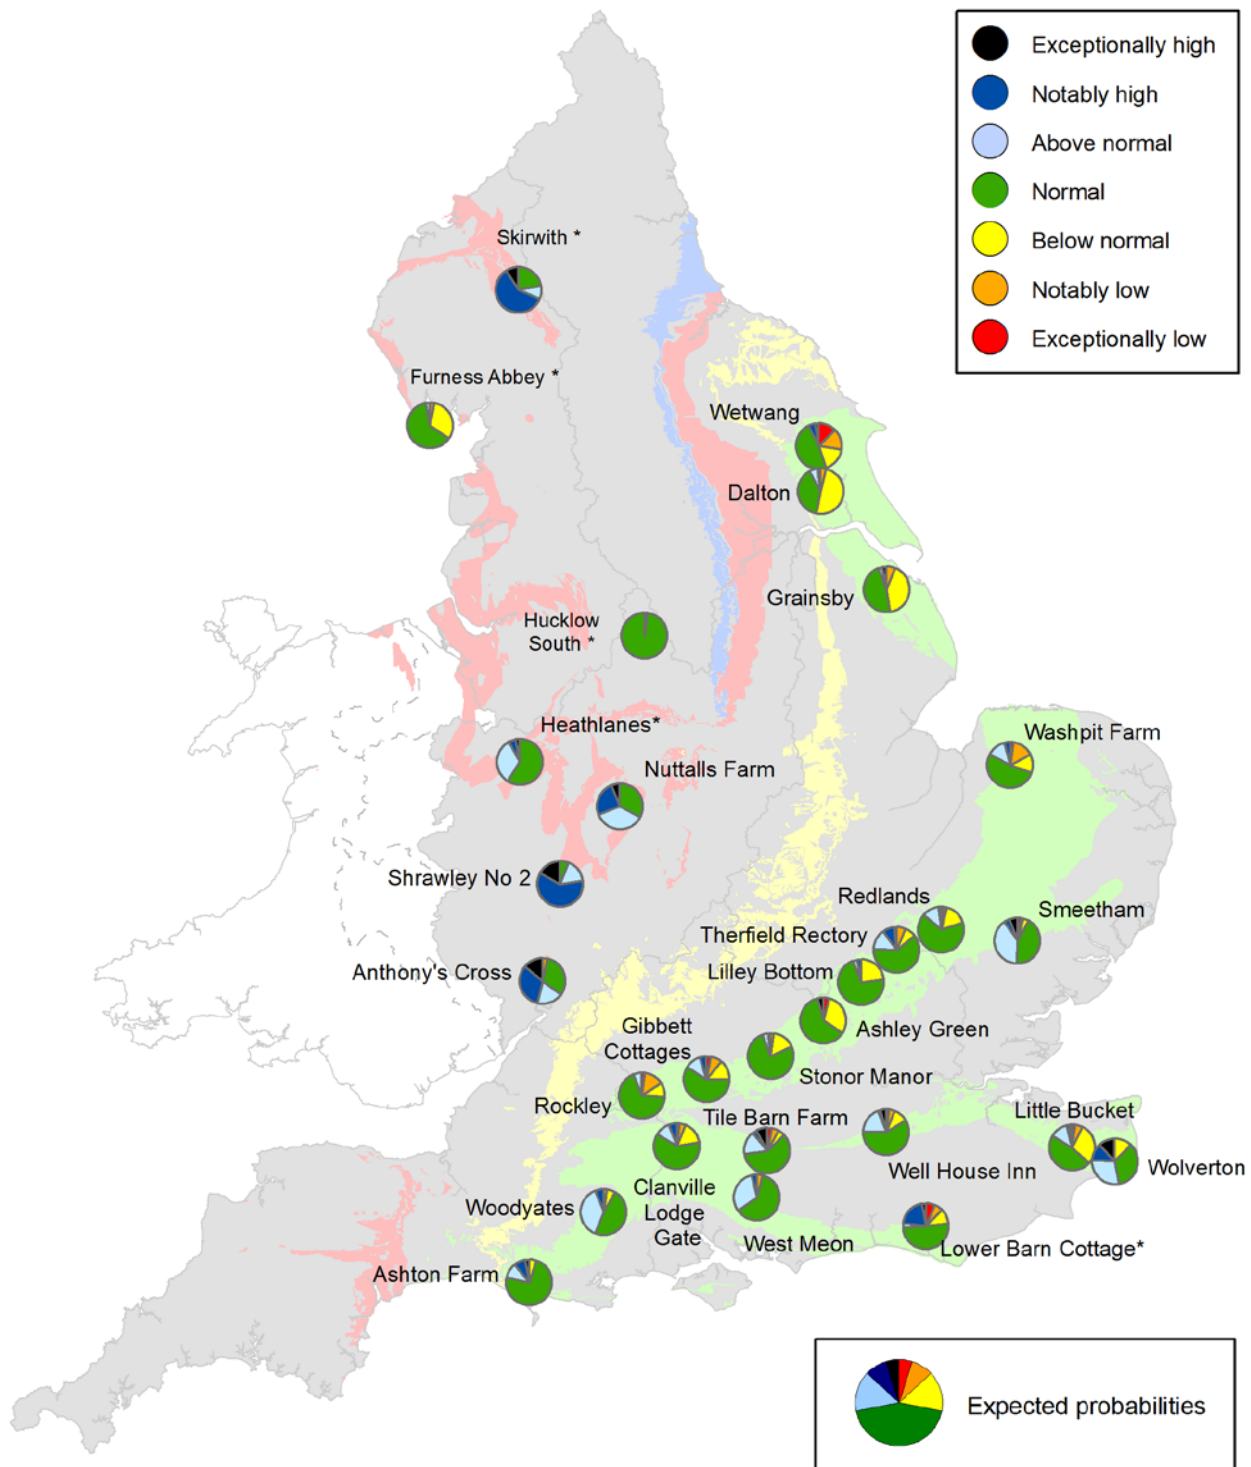 Exceptionally high
Notably high
Above normal
Normal
Below normal
Notably low
Exceptionally low
Skirwith *
Furness Abbey *
Wetwang
Dalton
Grainsby
Hucklow
South *
Heathlanes*
Nuttalls Farm
Washpit Farm
Shrawley No 2
Redlands
Smeetham
Therfield Rectory
Anthony's Cross
Lilley Bottom
Ashley Green
Gibbett
Cottages
Stonor Manor
Rockley
Tile Barn Farm
Little Bucket
Well House Inn
Wolverton
Woodyates
Clanville
Lodge
Gate
West Meon
Lower Barn Cottage*
Ashton Farm
Expected probabilities